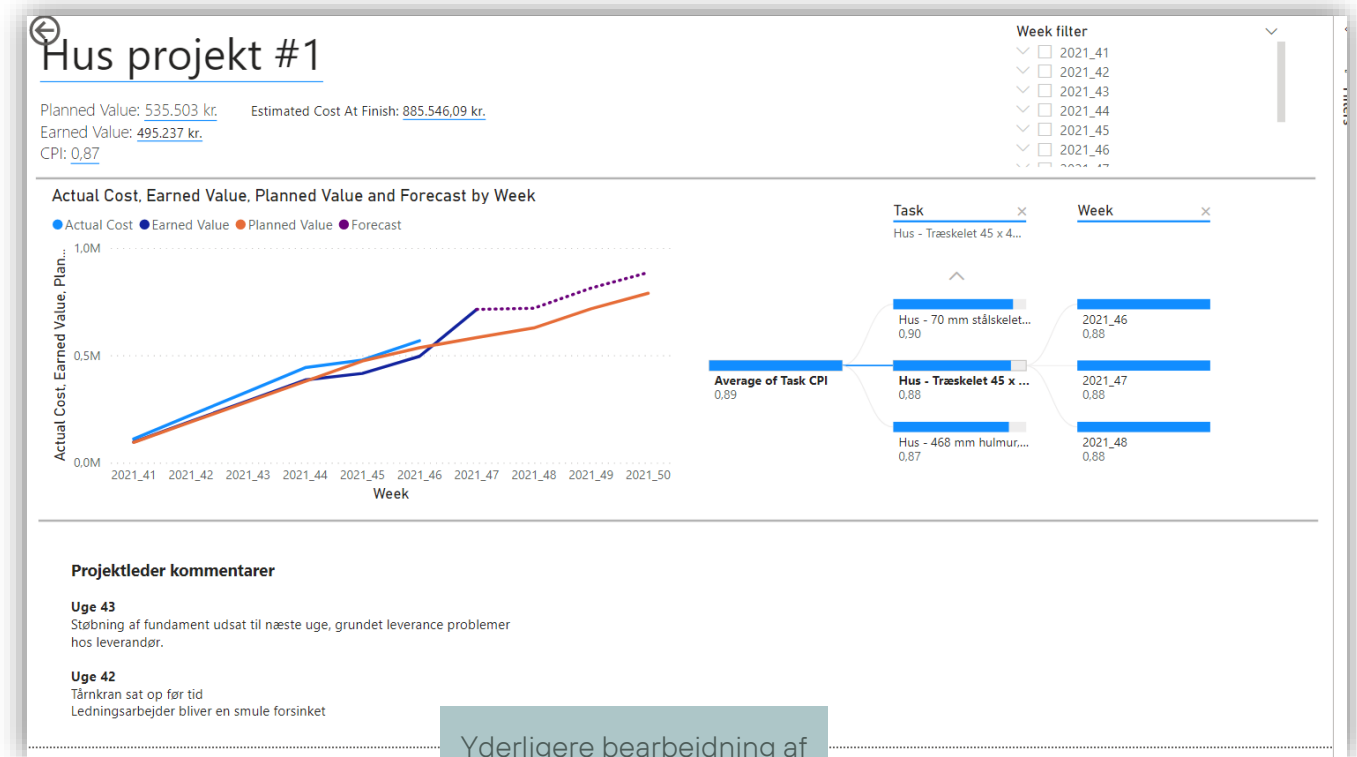 Hus projekt #1
Planned Value: 535.503 kr.
Estimated Cost At Finish: 885.546,09 kr.
Earned Value: 495.237 kr.
CPI: 0,87
Week filter
2021_41
2021_42
2021_43
2021_44
2021_45
2021_46
2021_47
Filters
Actual Cost, Earned Value, Planned Value and Forecast by Week
Actual Cost Earned Value Planned Value Forecast
Actual Cost, Earned Value, Plan...
1.0M
0,5M
0,0M
2021_41 2021_42 2021_43 2021_44 2021_45 2021_46 2021_47 2021_48 2021_49 2021_50
Week
Task
Hus - Træskelet 45 x 4...
Week
Average of Task CPI
0,89
Hus - 70 mm stålskelet...
0,90
Hus - Træskelet 45 x ...
0,88
Hus - 468 mm hulmur,...
0,87
2021_46
0,88
2021_47
0,88
2021_48
0,88
Projektleder kommentarer
Uge 43
Støbning af fundament udsat til næste uge, grundet leverance problemer
hos leverandør.
Uge 42
Tårnkran sat op før tid
Ledningsarbejder bliver en smule forsinket
Yderligere bearbejdning af